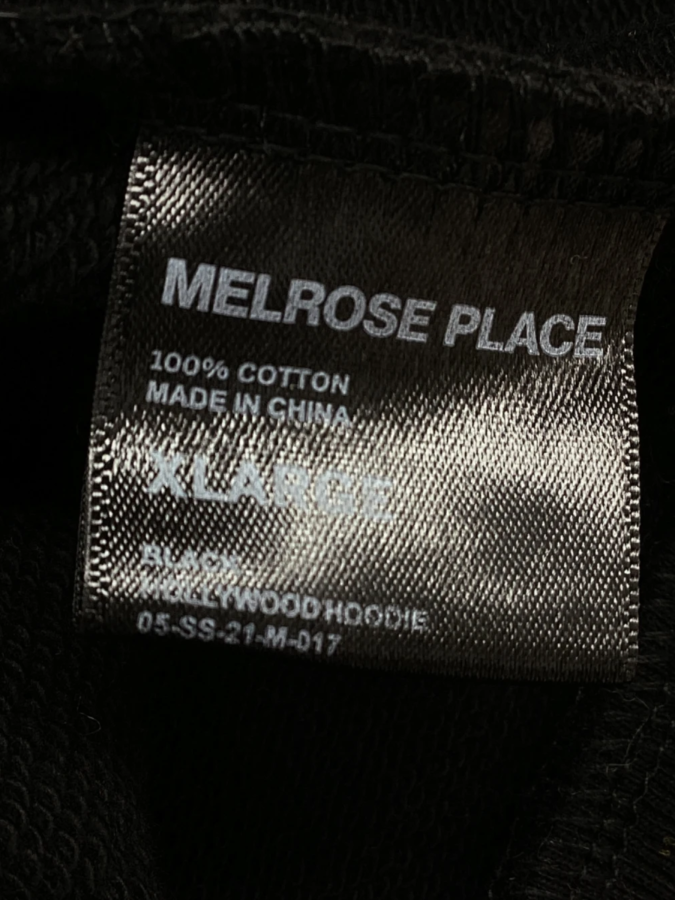 MELROSE PLACE
100% COTTON
MADE IN CHINA
XLARGE
BLACK
HOLLYWOOD HOODIE
05-SS-21-M-017